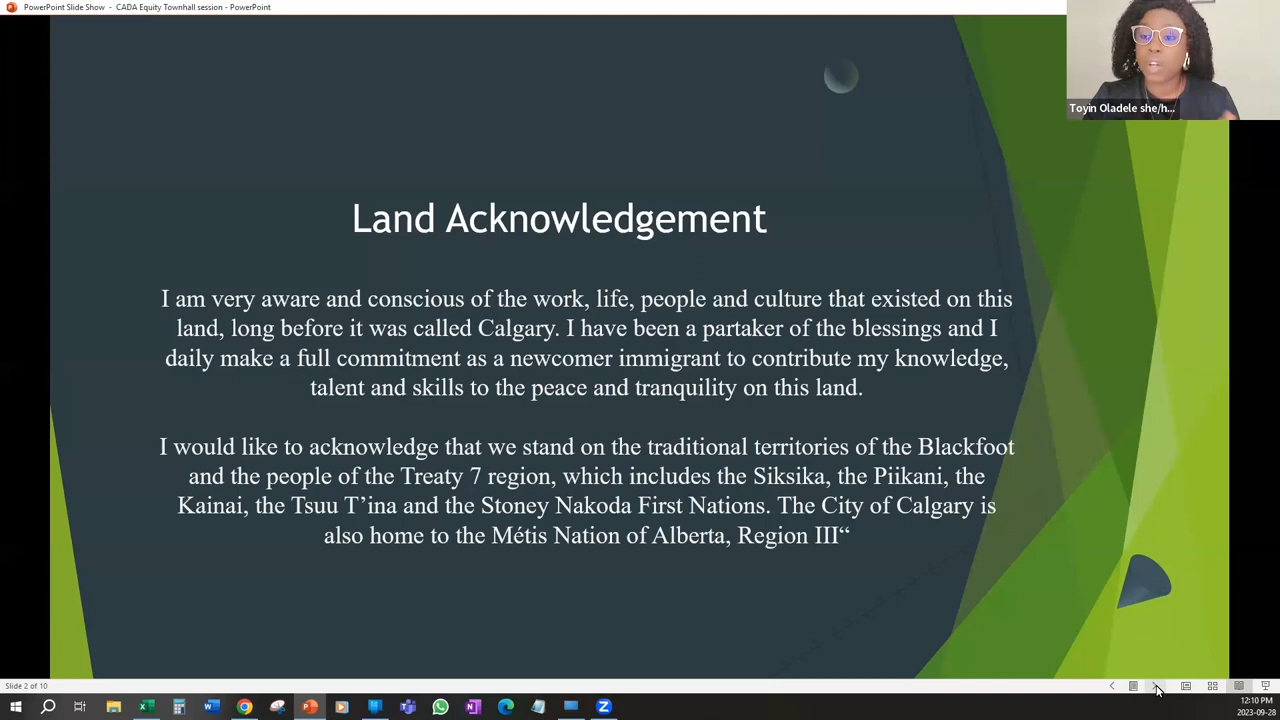 PowerPoint Slide Show - CADA Equity Townhall session - PowerPoint
Toyin Oladele she/h...
Land Acknowledgement
I am very aware and conscious of the work, life, people and culture that existed on this
land, long before it was called Calgary. I have been a partaker of the blessings and I
daily make a full commitment as a newcomer immigrant to contribute my knowledge,
talent and skills to the peace and tranquility on this land.
I would like to acknowledge that we stand on the traditional territories of the Blackfoot
and the people of the Treaty 7 region, which includes the Siksika, the Piikani, the
Kainai, the Tsuu T’ina and the Stoney Nakoda First Nations. The City of Calgary is
also home to the Métis Nation of Alberta, Region III“
Slide 2 of 10
12:10 PM
2023-09-28